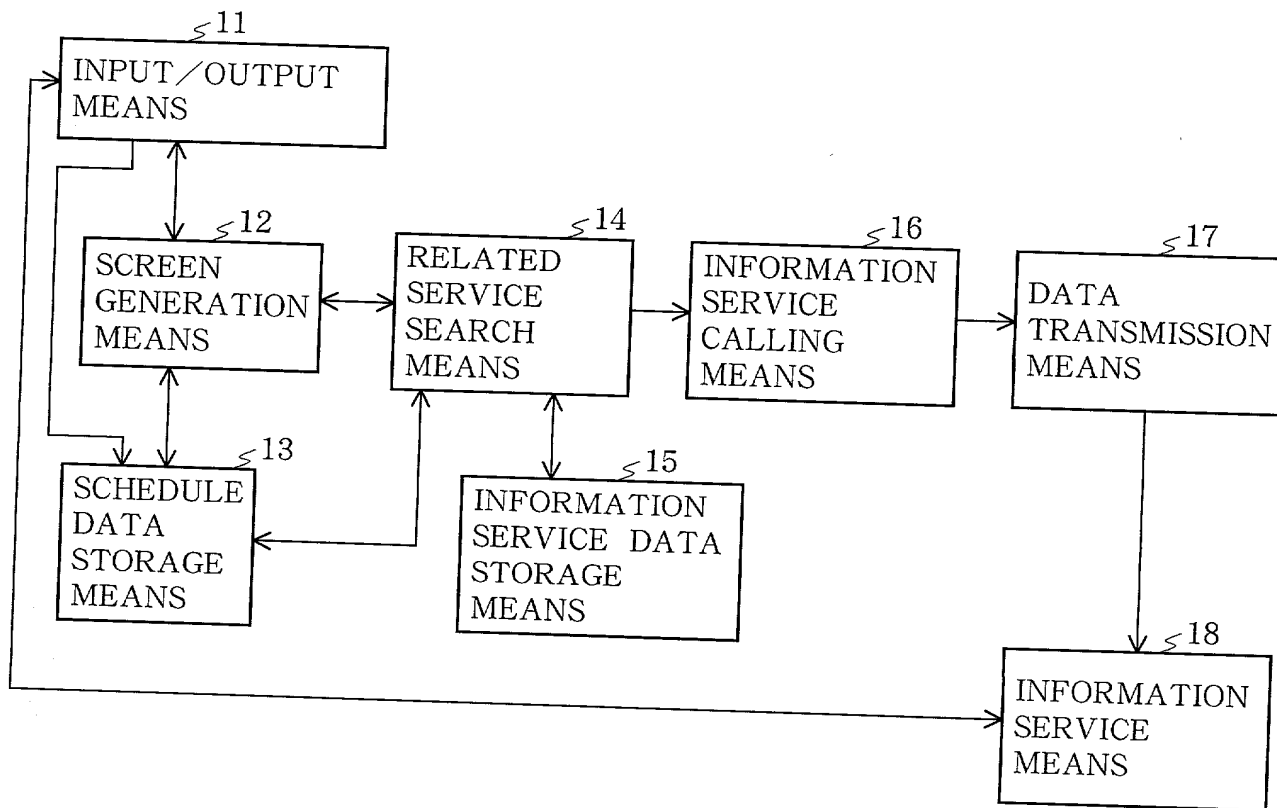 11
INPUT/OUTPUT
MEANS
12
SCREEN
GENERATION
MEANS
13
SCHEDULE
DATA
STORAGE
MEANS
14
RELATED
SERVICE
SEARCH
MEANS
15
INFORMATION
SERVICE DATA
STORAGE
MEANS
16
INFORMATION
SERVICE
CALLING
MEANS
17
DATA
TRANSMISSION
MEANS
18
INFORMATION
SERVICE
MEANS